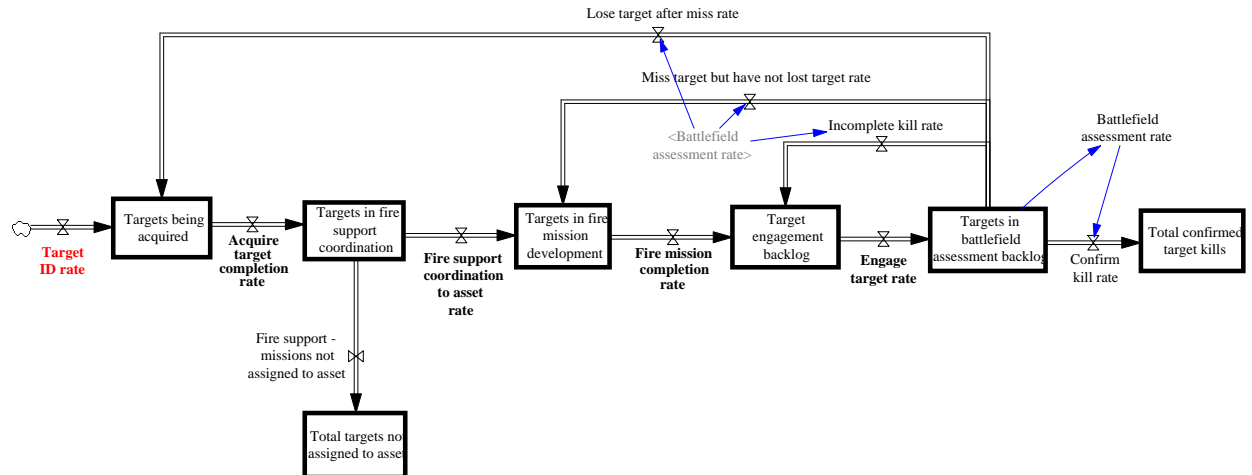 Lose target after miss rate
Miss target but have not lost target rate
<Battlefield
assessment rate>
Incomplete kill rate
Battlefield
assessment rate
Target
ID rate
Targets being
acquired
Acquire
target
completion
rate
Targets in fire
support
coordination
Fire support
coordination
to asset
rate
Targets in fire
mission
development
Fire mission
completion
rate
Target
engagement
backlog
Engage
target rate
Targets in
battlefield
assessment backlog
Confirm
kill rate
Total confirmed
target kills
Fire support -
missions not
assigned to asset
Total targets not
assigned to asset